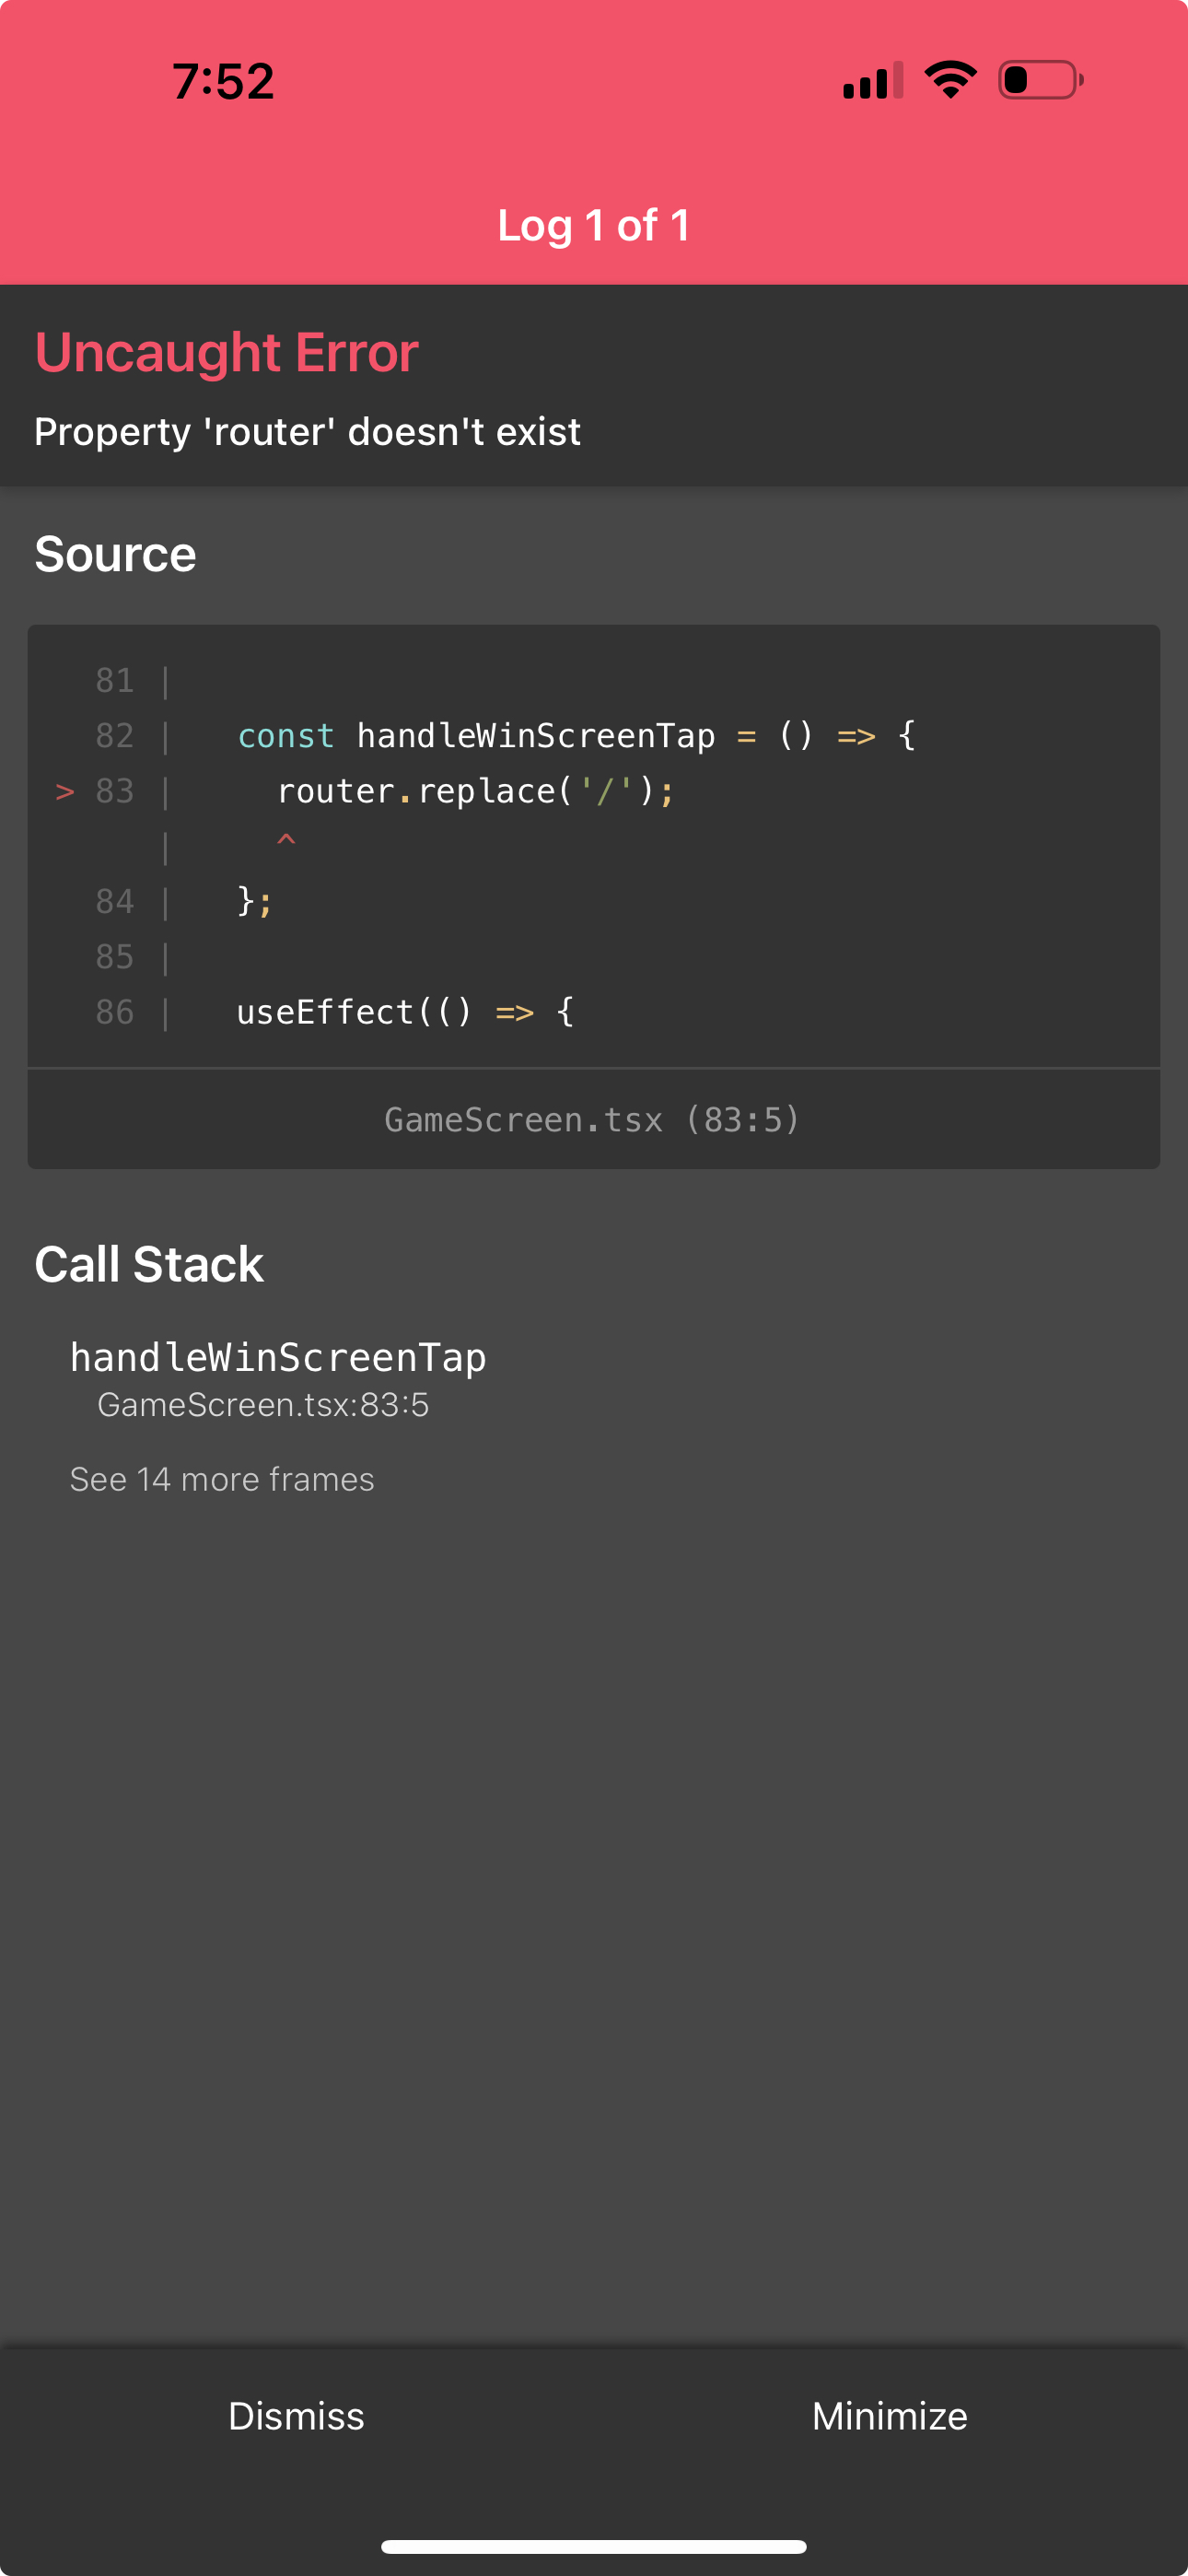 7:52
Log 1 of 1
Uncaught Error
Property 'router' doesn't exist
Source
81 |
82 |   const handleWinScreenTap = () => {
> 83 |     router.replace('/');
|     ^
84 |   };
85 |
86 |   useEffect(() => {
GameScreen.tsx (83:5)
Call Stack
handleWinScreenTap
GameScreen.tsx:83:5
See 14 more frames
Dismiss Minimize